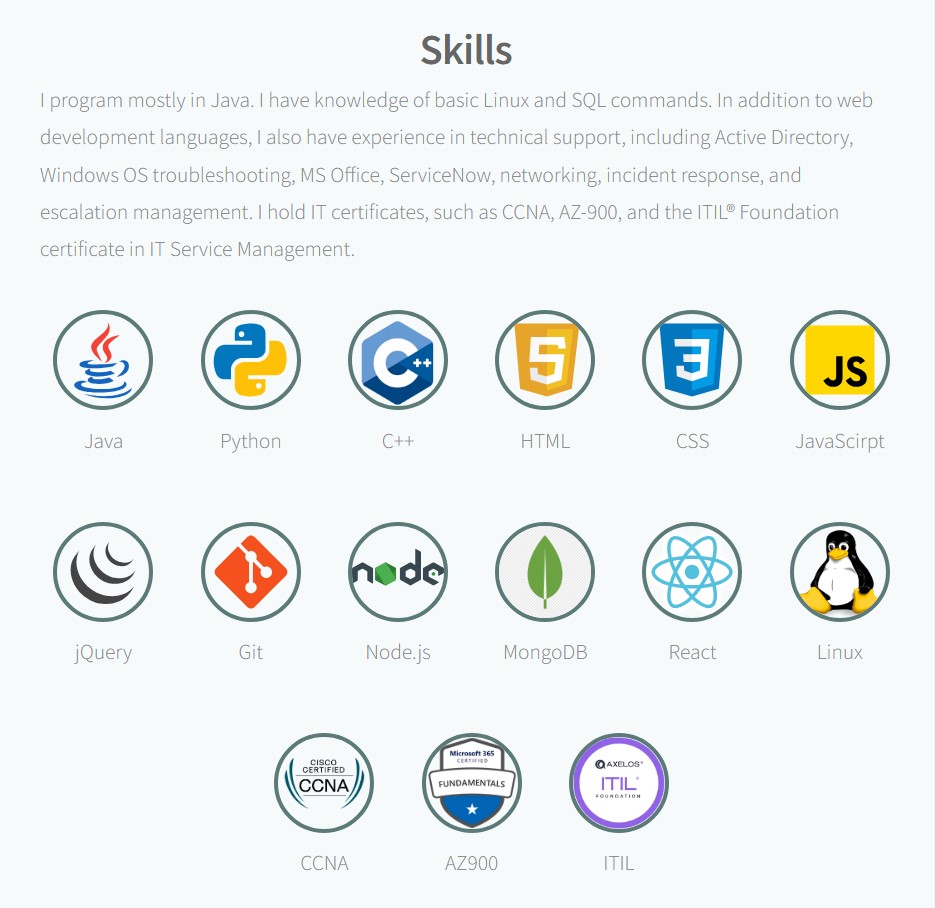 Skills
I program mostly in Java. I have knowledge of basic Linux and SQL commands. In addition to web
development languages, I also have experience in technical support, including Active Directory,
Windows OS troubleshooting, MS Office, ServiceNow, networking, incident response, and
escalation management. I hold IT certificates, such as CCNA, AZ-900, and the ITIL® Foundation
certificate in IT Service Management.
C++
5
3
JS
Java
Python
C++
HTML
CSS
JavaScirpt
node
jQuery
Git
Node.js
MongoDB
React
Linux
CISCO
CERTIFIED
CCNA
Microsoft 365
CERTIFIED
FUNDAMENTALS
AXELOS®
ITIL®
FOUNDATION
CCNA
AZ900
ITIL